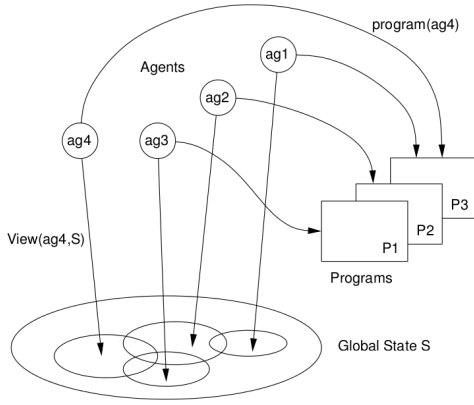 program(ag4)
ag1
Agents
ag2
ag4
ag3
P3
P2
P1
View(ag4,S)
Programs
Global State S